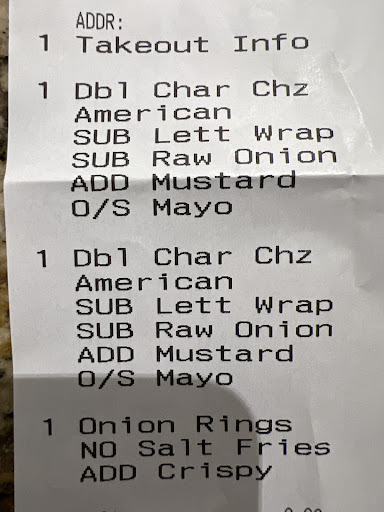 ADDR:
1 Takeout Info
1 Dbl Char Chz
American
SUB Lett Wrap
SUB Raw Onion
ADD Mustard
O/S Mayo
1 Dbl Char Chz
American
SUB Lett Wrap
SUB Raw Onion
ADD Mustard
O/S Mayo
1 Onion Rings
NO Salt Fries
ADD Crispy